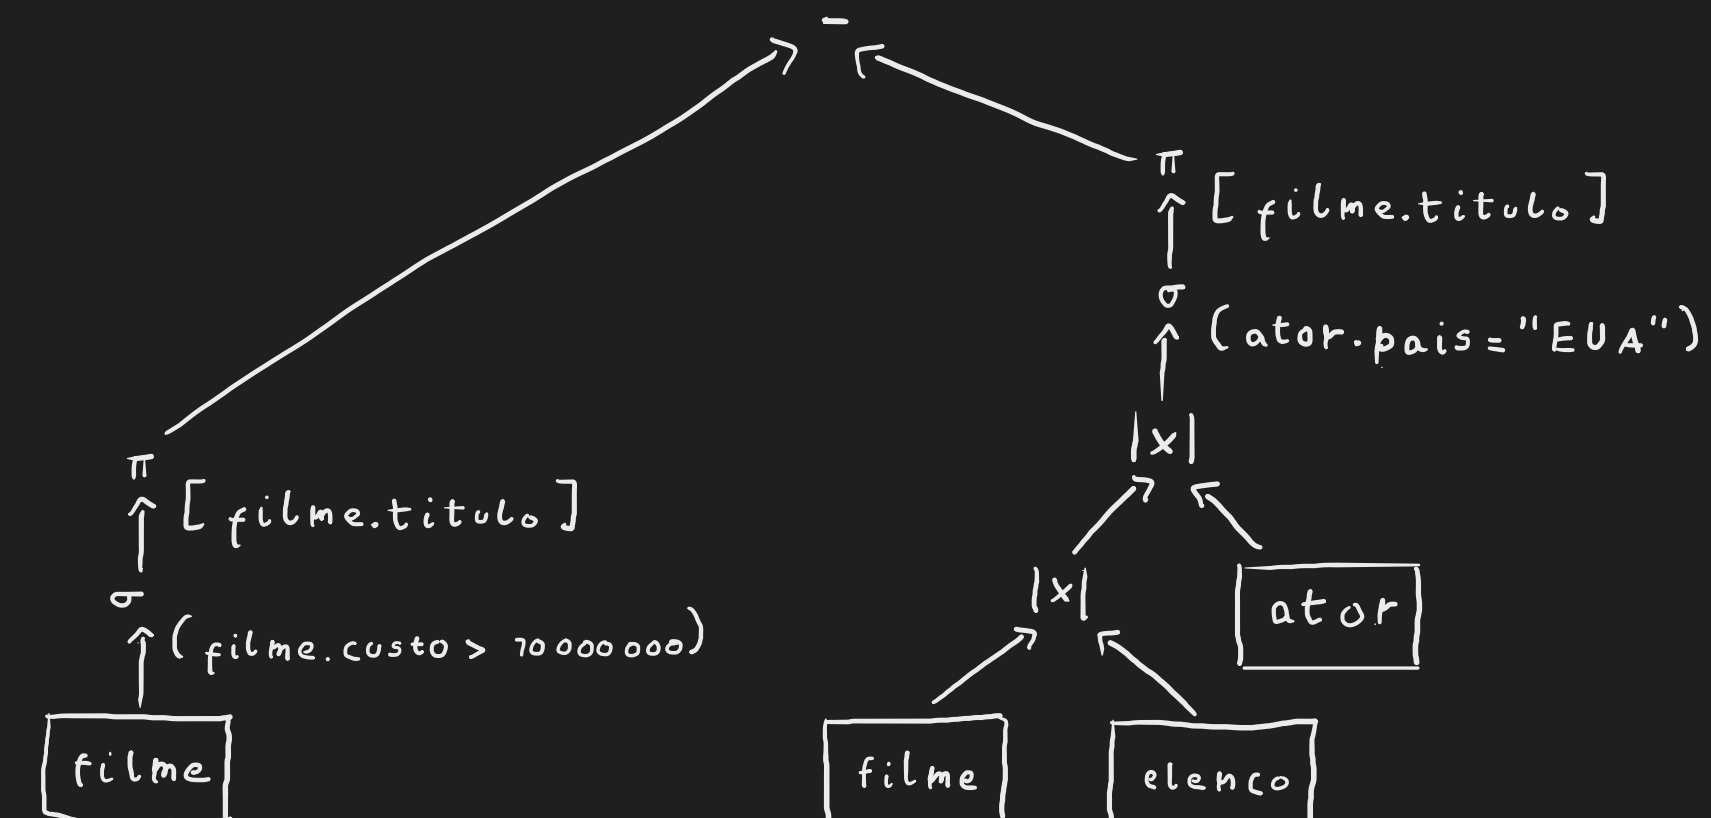 -
π
[filme.titulo]
σ
(ator.pais="EUA")
|x|
π
[filme.titulo]
|x|
ator
σ
(filme.custo > 70000000)
filme
filme
elenco